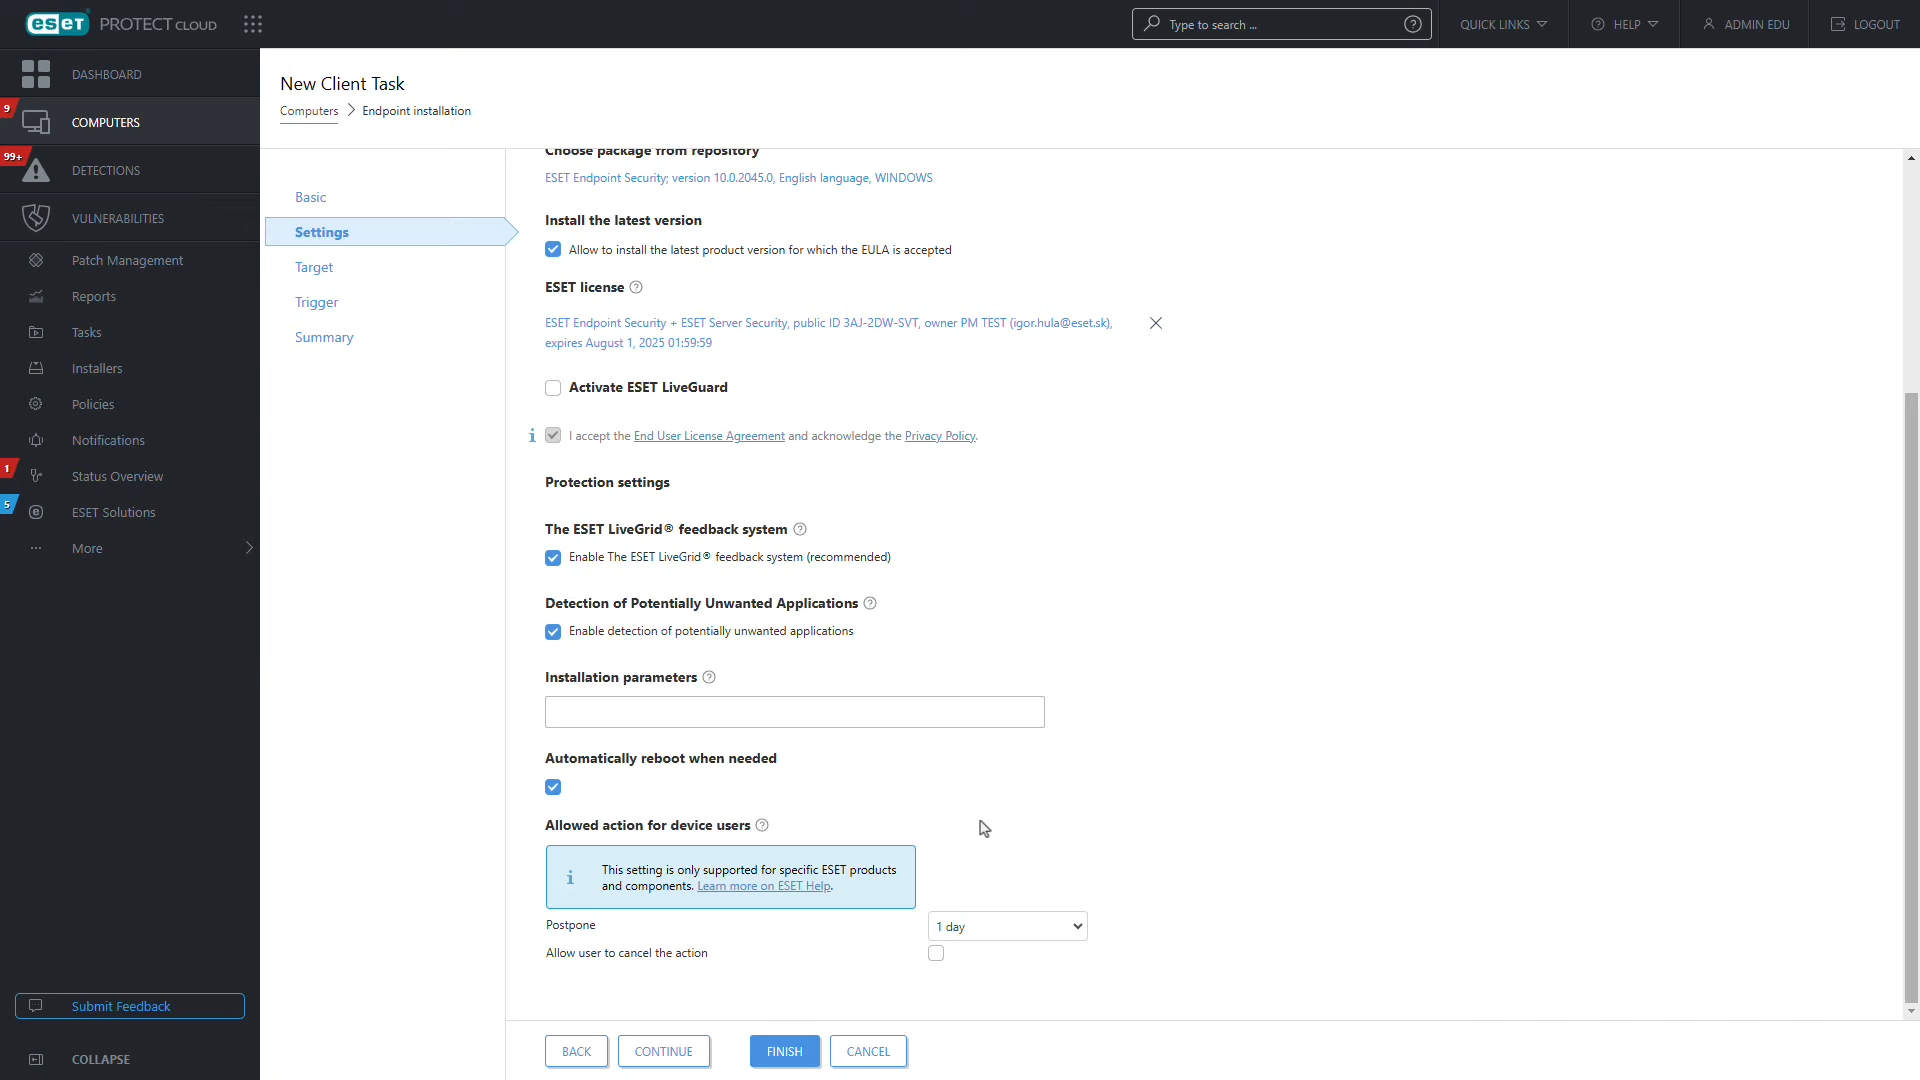 eset PROTECT CLOUD
Type to search ...
QUICK LINKS
HELP
ADMIN EDU
LOGOUT
DASHBOARD
9
COMPUTERS
99+
DETECTIONS
VULNERABILITIES
Patch Management
Reports
Tasks
Installers
Policies
Notifications
1
Status Overview
5
ESET Solutions
More
Submit Feedback
COLLAPSE
New Client Task
Computers > Endpoint installation
Basic
Settings
Target
Trigger
Summary
Choose package from repository
ESET Endpoint Security; version 10.0.2045.0, English language, WINDOWS
Install the latest version
Allow to install the latest product version for which the EULA is accepted
ESET license
ESET Endpoint Security + ESET Server Security, public ID 3AJ-2DW-SVT, owner PM TEST (igor.hula@eset.sk),
expires August 1, 2025 01:59:59
Activate ESET LiveGuard
I accept the End User License Agreement and acknowledge the Privacy Policy.
Protection settings
The ESET LiveGrid® feedback system
Enable The ESET LiveGrid® feedback system (recommended)
Detection of Potentially Unwanted Applications
Enable detection of potentially unwanted applications
Installation parameters
Automatically reboot when needed
Allowed action for device users
This setting is only supported for specific ESET products
and components. Learn more on ESET Help.
Postpone
1 day
Allow user to cancel the action
BACK
CONTINUE
FINISH
CANCEL